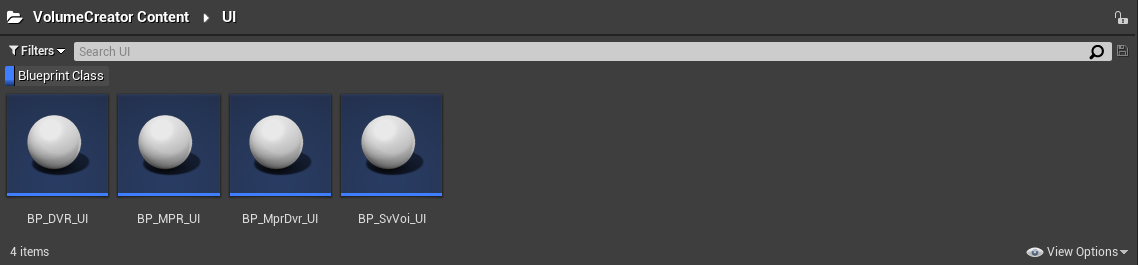 VolumeCreator Content UI
Filters Search UI
Blueprint Class
BP_DVR_UI BP_MPR_UI BP_MprDvr_UI BP_SvVoi_UI
4 items View Options